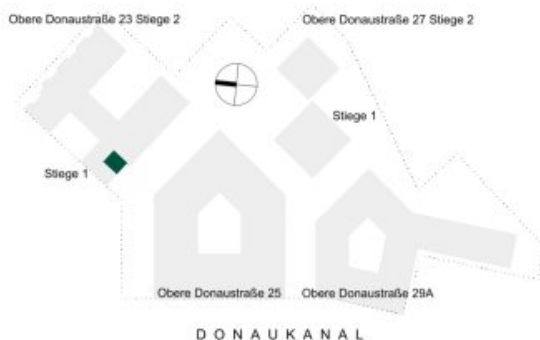 Obere Donaustraße 23 Stiege 2
Obere Donaustraße 27 Stiege 2
Stiege 1
Stiege 1
Obere Donaustraße 25
Obere Donaustraße 29A
DONAUKANAL